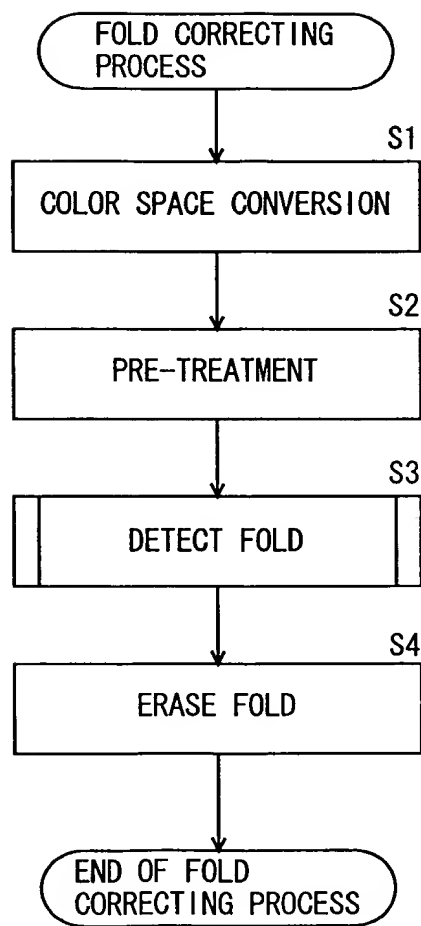 FOLD CORRECTING
PROCESS
S1
COLOR SPACE CONVERSION
S2
PRE-TREATMENT
S3
DETECT FOLD
S4
ERASE FOLD
END OF FOLD
CORRECTING PROCESS